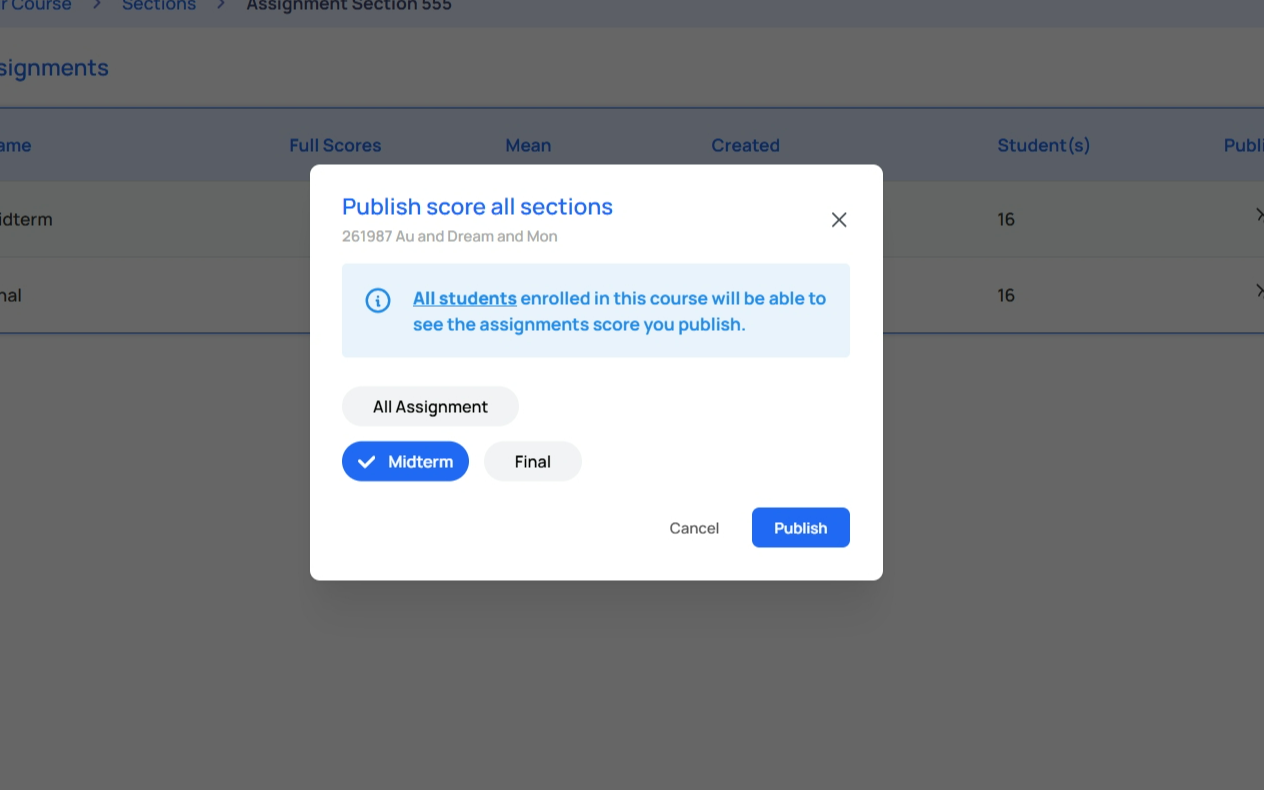 r Course > Sections > Assignment Section 555
signments
ame Full Scores Mean Created Student(s) Publi
idterm 16
nal 16
Publish score all sections
261987 Au and Dream and Mon
All students enrolled in this course will be able to
see the assignments score you publish.
All Assignment
Midterm Final
Cancel Publish